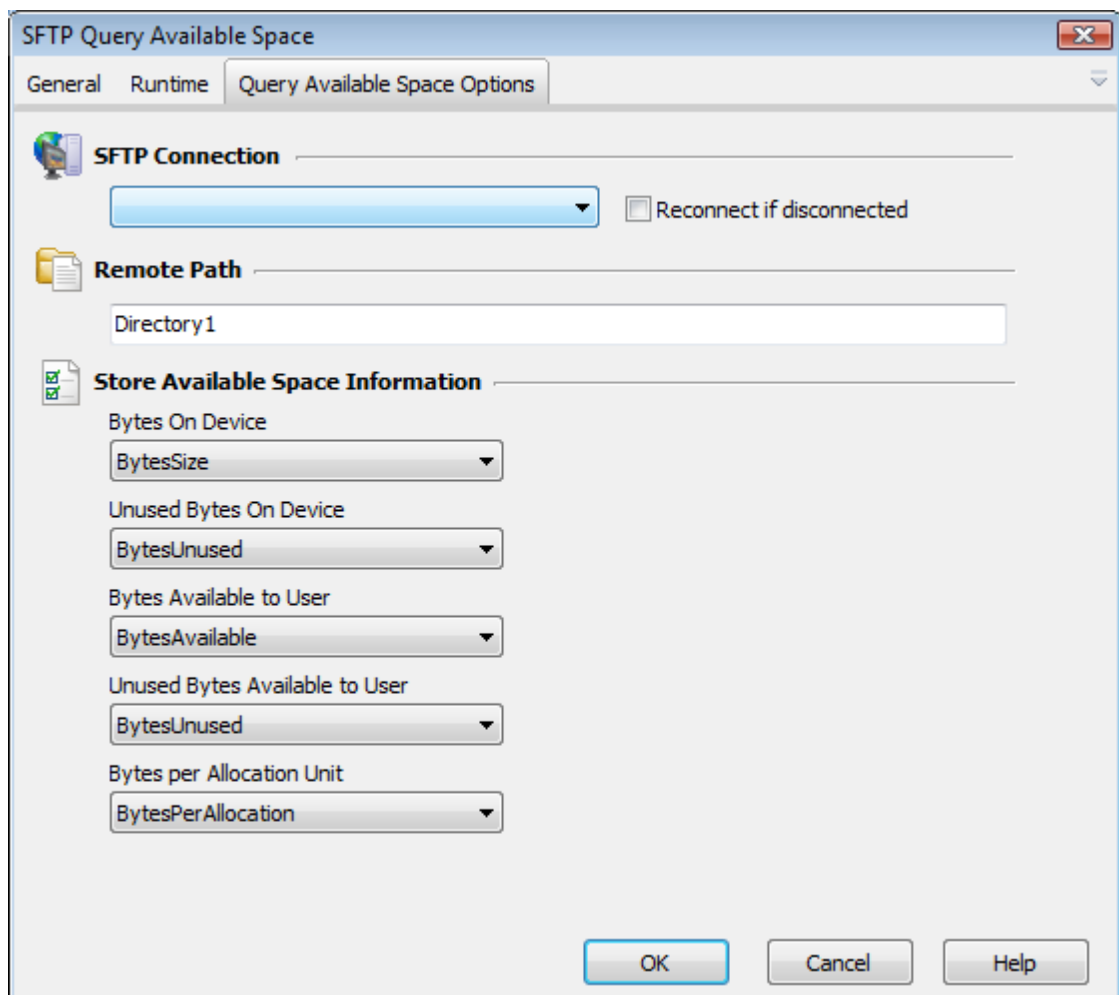 SFTP Query Available Space
General Runtime Query Available Space Options
SFTP Connection
Reconnect if disconnected
Remote Path
Directory1
Store Available Space Information
Bytes On Device
BytesSize
Unused Bytes On Device
BytesUnused
Bytes Available to User
BytesAvailable
Unused Bytes Available to User
BytesUnused
Bytes per Allocation Unit
BytesPerAllocation
OK Cancel Help